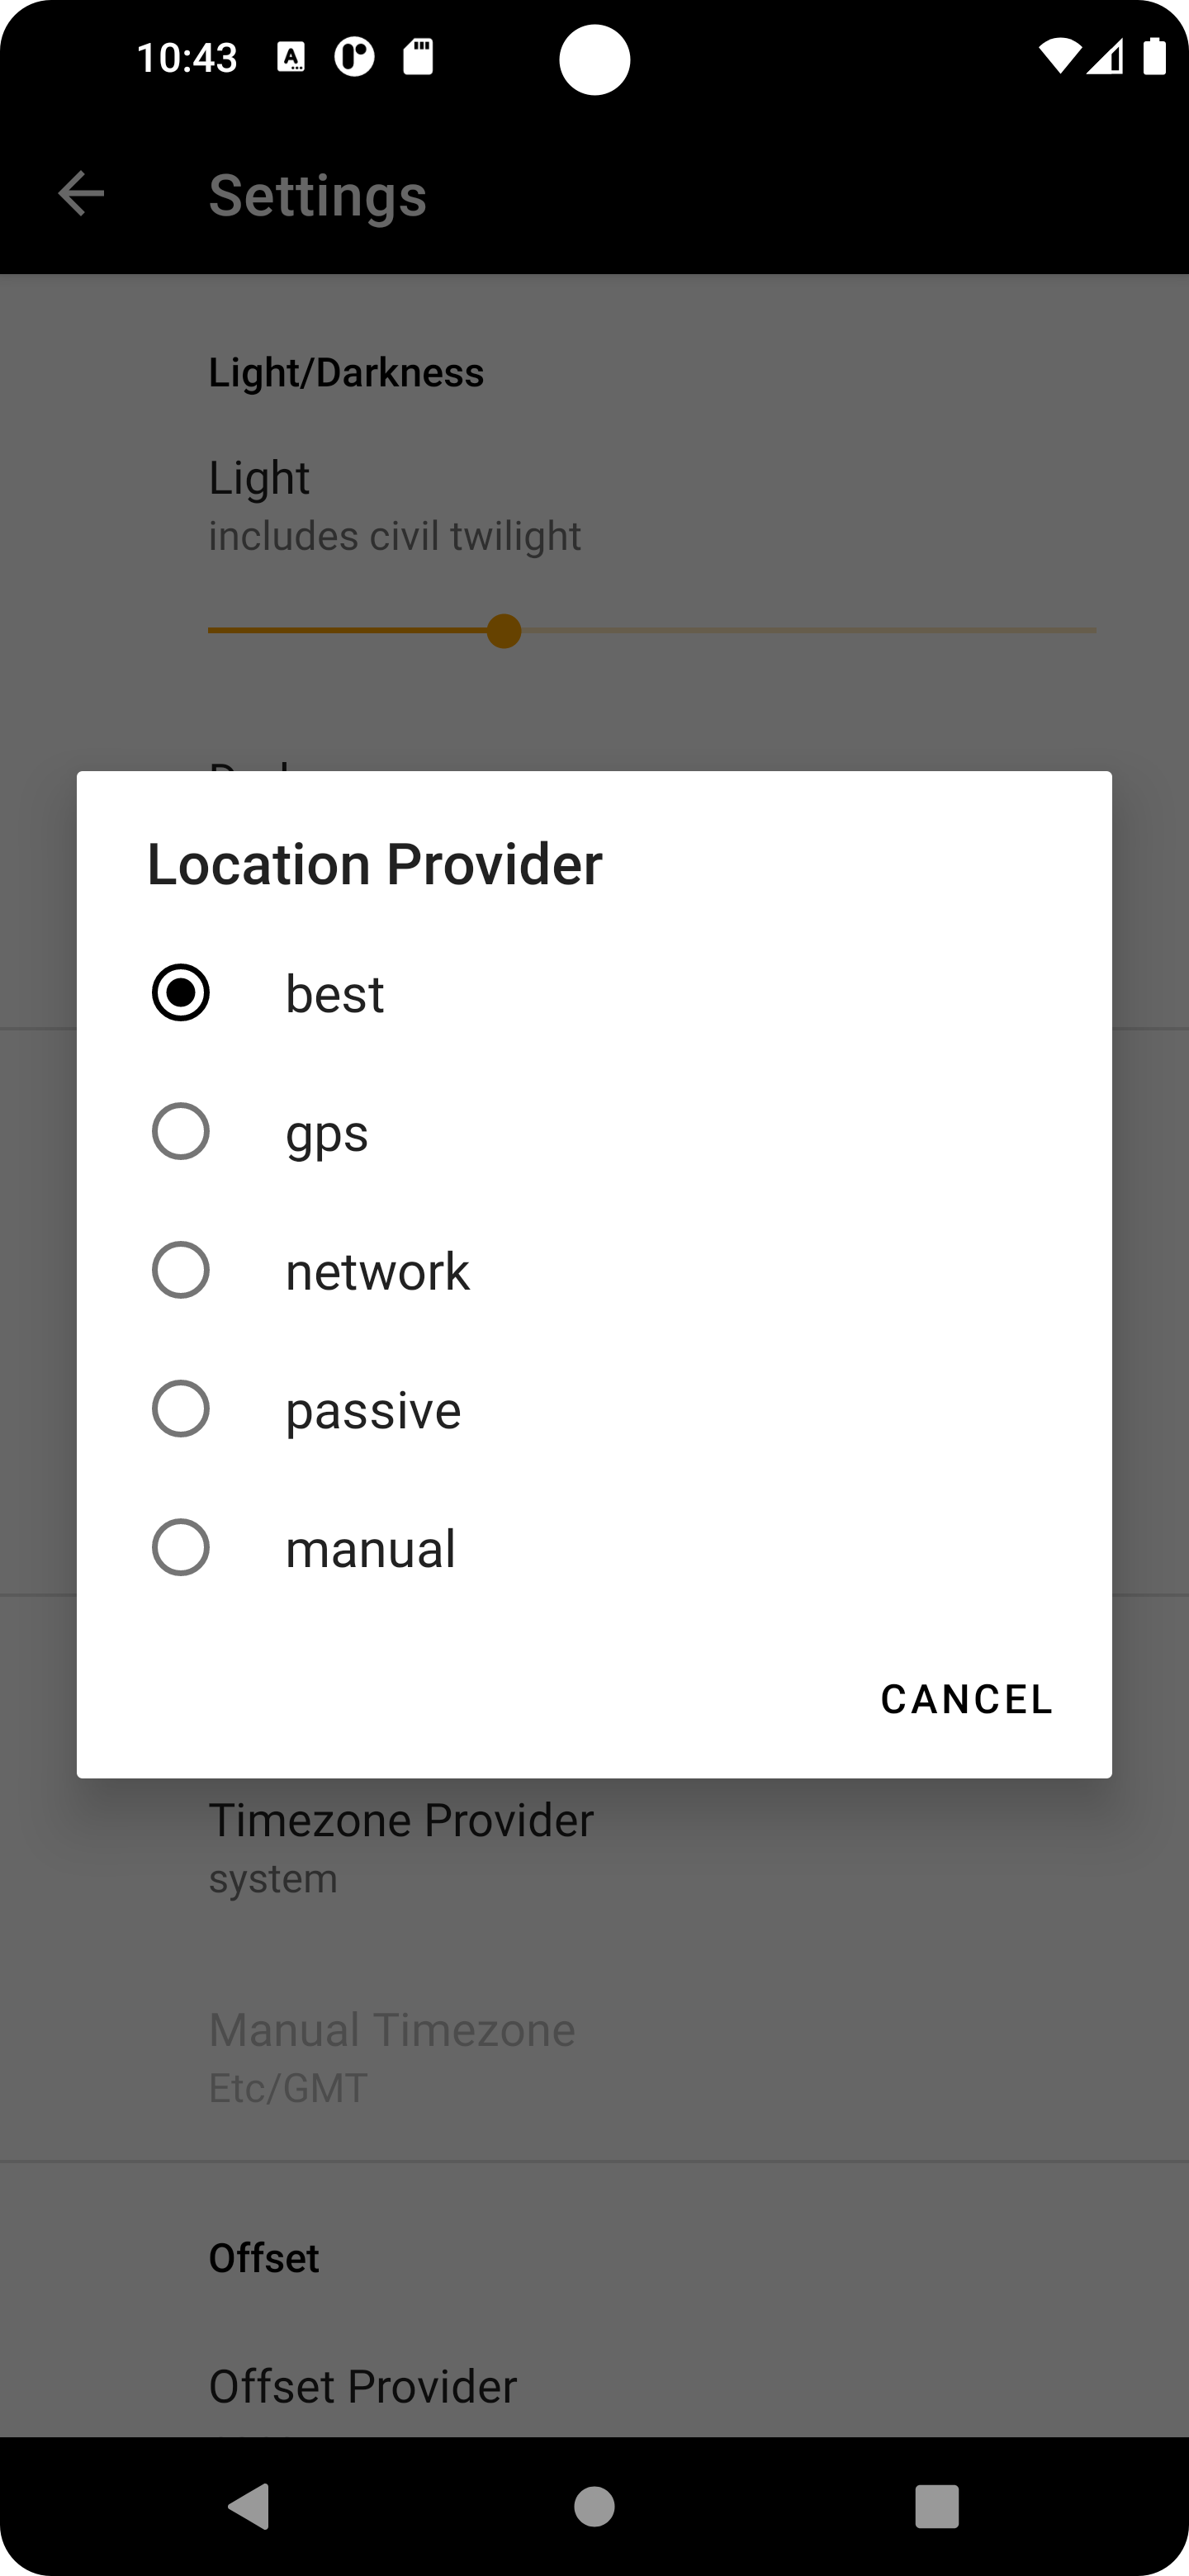 10:43
Settings
Light/Darkness
Light
includes civil twilight
Location Provider
best
gps
network
passive
manual
CANCEL
Timezone Provider
system
Manual Timezone
Etc/GMT
Offset
Offset Provider